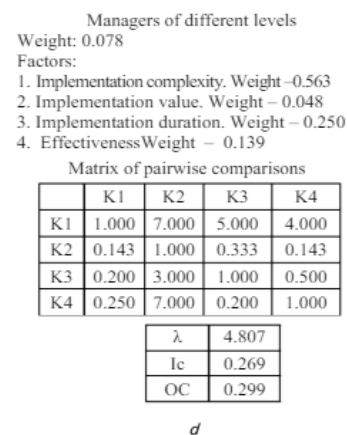 Managers of different levels
Weight: 0.078
Factors:
1. Implementation complexity. Weight –0.563
2. Implementation value. Weight – 0.048
3. Implementation duration. Weight – 0.250
4. EffectivenessWeight – 0.139
Matrix of pairwise comparisons
K1 K2 K3 K4
K1 1.000 7.000 5.000 4.000
K2 0.143 1.000 0.333 0.143
K3 0.200 3.000 1.000 0.500
K4 0.250 7.000 0.200 1.000
λ 4.807
Ic 0.269
OC 0.299
d